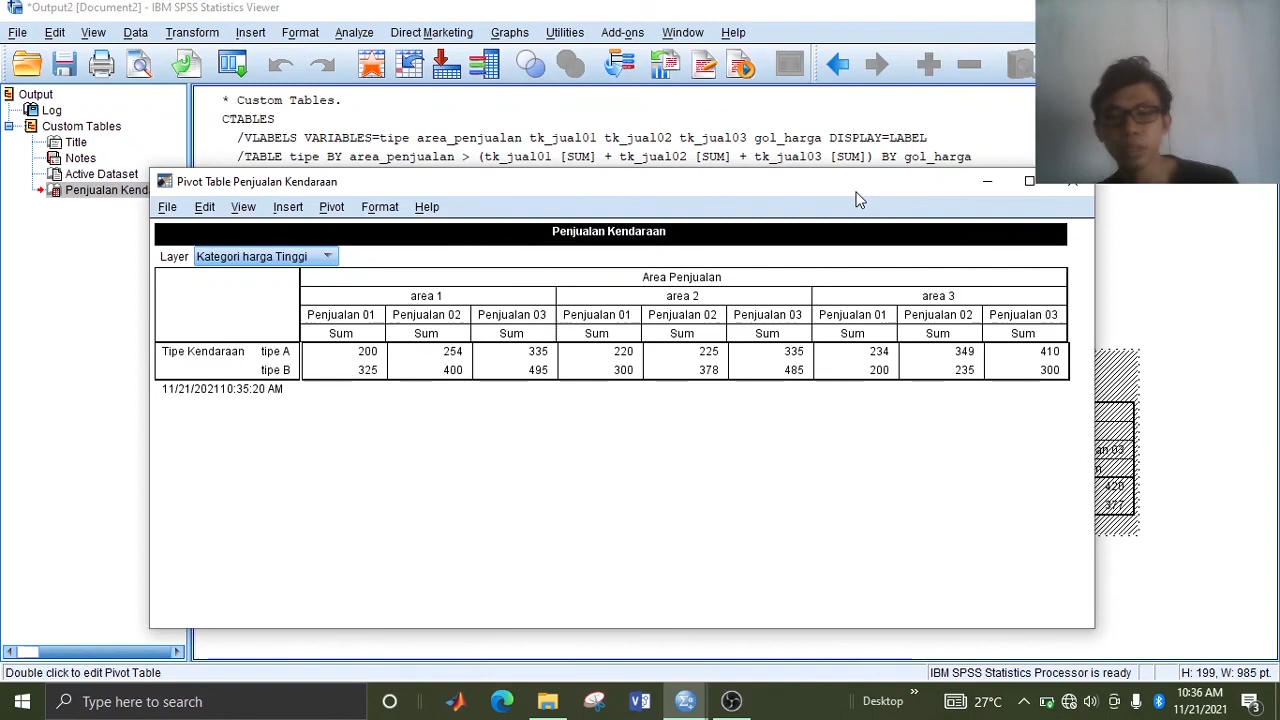 *Output2 [Document2] - IBM SPSS Statistics Viewer
File Edit View Data Transform Insert Format Analyze Direct Marketing Graphs Utilities Add-ons Window Help
Output
Log
Custom Tables
Title
Notes
Active Dataset
Penjualan Kend
* Custom Tables.
CTABLES
/VLABELS VARIABLES=tipe area_penjualan tk_jual01 tk_jual02 tk_jual03 gol_harga DISPLAY=LABEL
/TABLE tipe BY area_penjualan > (tk_jual01 [SUM] + tk_jual02 [SUM] + tk_jual03 [SUM]) BY gol_harga
Pivot Table Penjualan Kendaraan
File Edit View Insert Pivot Format Help
Penjualan Kendaraan
Layer Kategori harga Tinggi
Area Penjualan
area 1 area 2 area 3
Penjualan 01 Penjualan 02 Penjualan 03 Penjualan 01 Penjualan 02 Penjualan 03 Penjualan 01 Penjualan 02 Penjualan 03
Sum Sum Sum Sum Sum Sum Sum Sum Sum
Tipe Kendaraan tipe A 200 254 335 220 225 335 234 349 410
tipe B 325 400 495 300 378 485 200 235 300
11/21/202110:35:20 AM
an 03
m
420
377
Double click to edit Pivot Table
IBM SPSS Statistics Processor is ready
H: 199, W: 985 pt.
Type here to search
Desktop
27°C
10:36 AM
11/21/2021
3